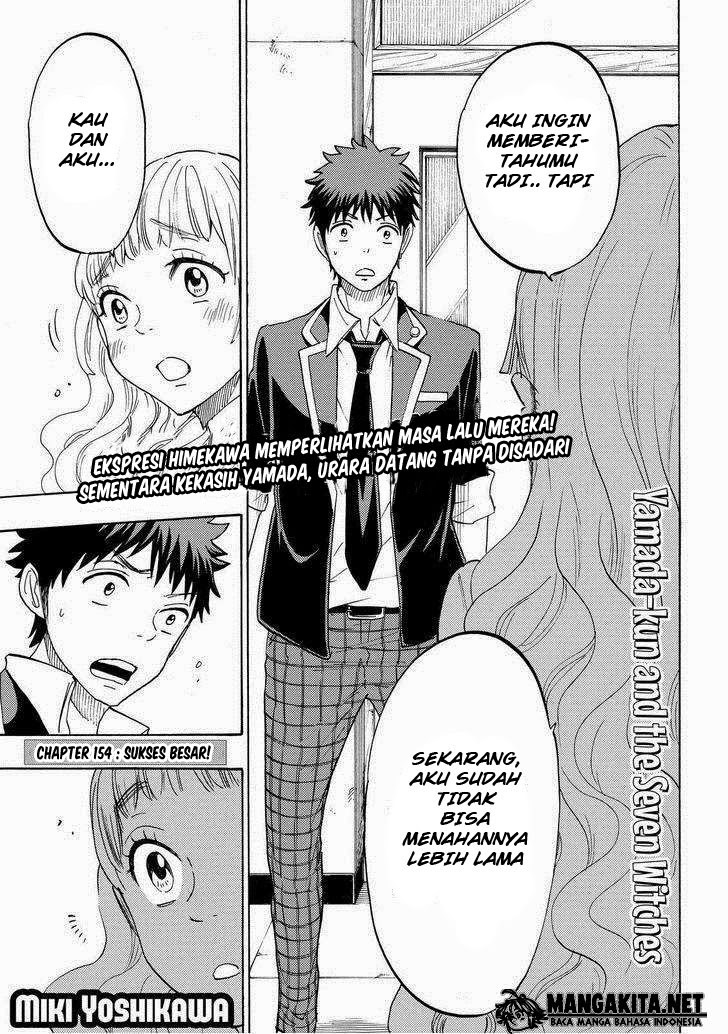 AKU INGIN
MEMBERI-
TAHUMU
TADI.. TAPI
SEKARANG,
AKU SUDAH
TIDAK
BISA
MENAHANNYA
LEBIH LAMA
KAU
DAN
AKU...
EKSPRESI HIMEKAWA MEMPERLIHATKAN MASA LALU MEREKA!
SEMENTARA KEKASIH YAMADA, URARA DATANG TANPA DISADARI
Yamada-kun and the Seven Witches
CHAPTER 154 : SUKSES BESAR!
MIKI YOSHIKAWA
MANGAKITA.NET
BACA MANGA BAHASA INDONESIA